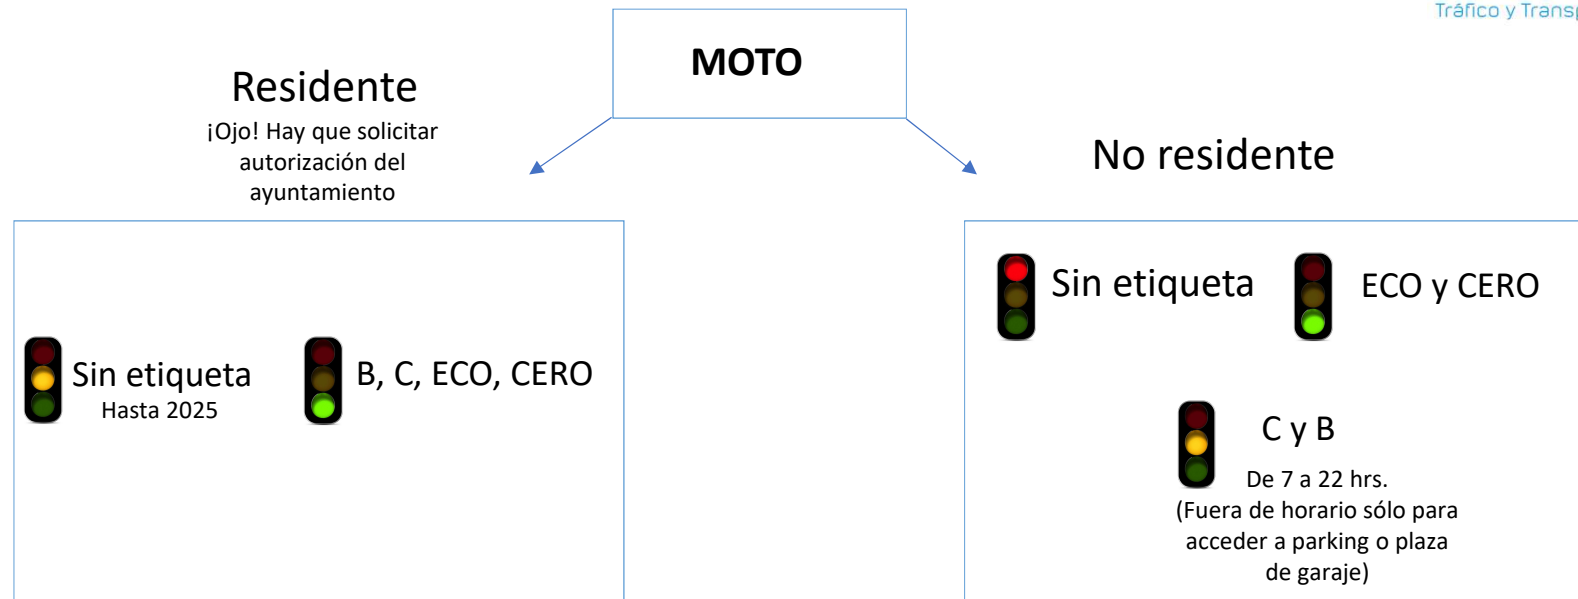 Tráfico y Transp
MOTO
Residente
¡Ojo! Hay que solicitar
autorización del
ayuntamiento
No residente
Sin etiqueta
Hasta 2025
B, C, ECO, CERO
Sin etiqueta
ECO y CERO
C y B
De 7 a 22 hrs.
(Fuera de horario sólo para
acceder a parking o plaza
de garaje)